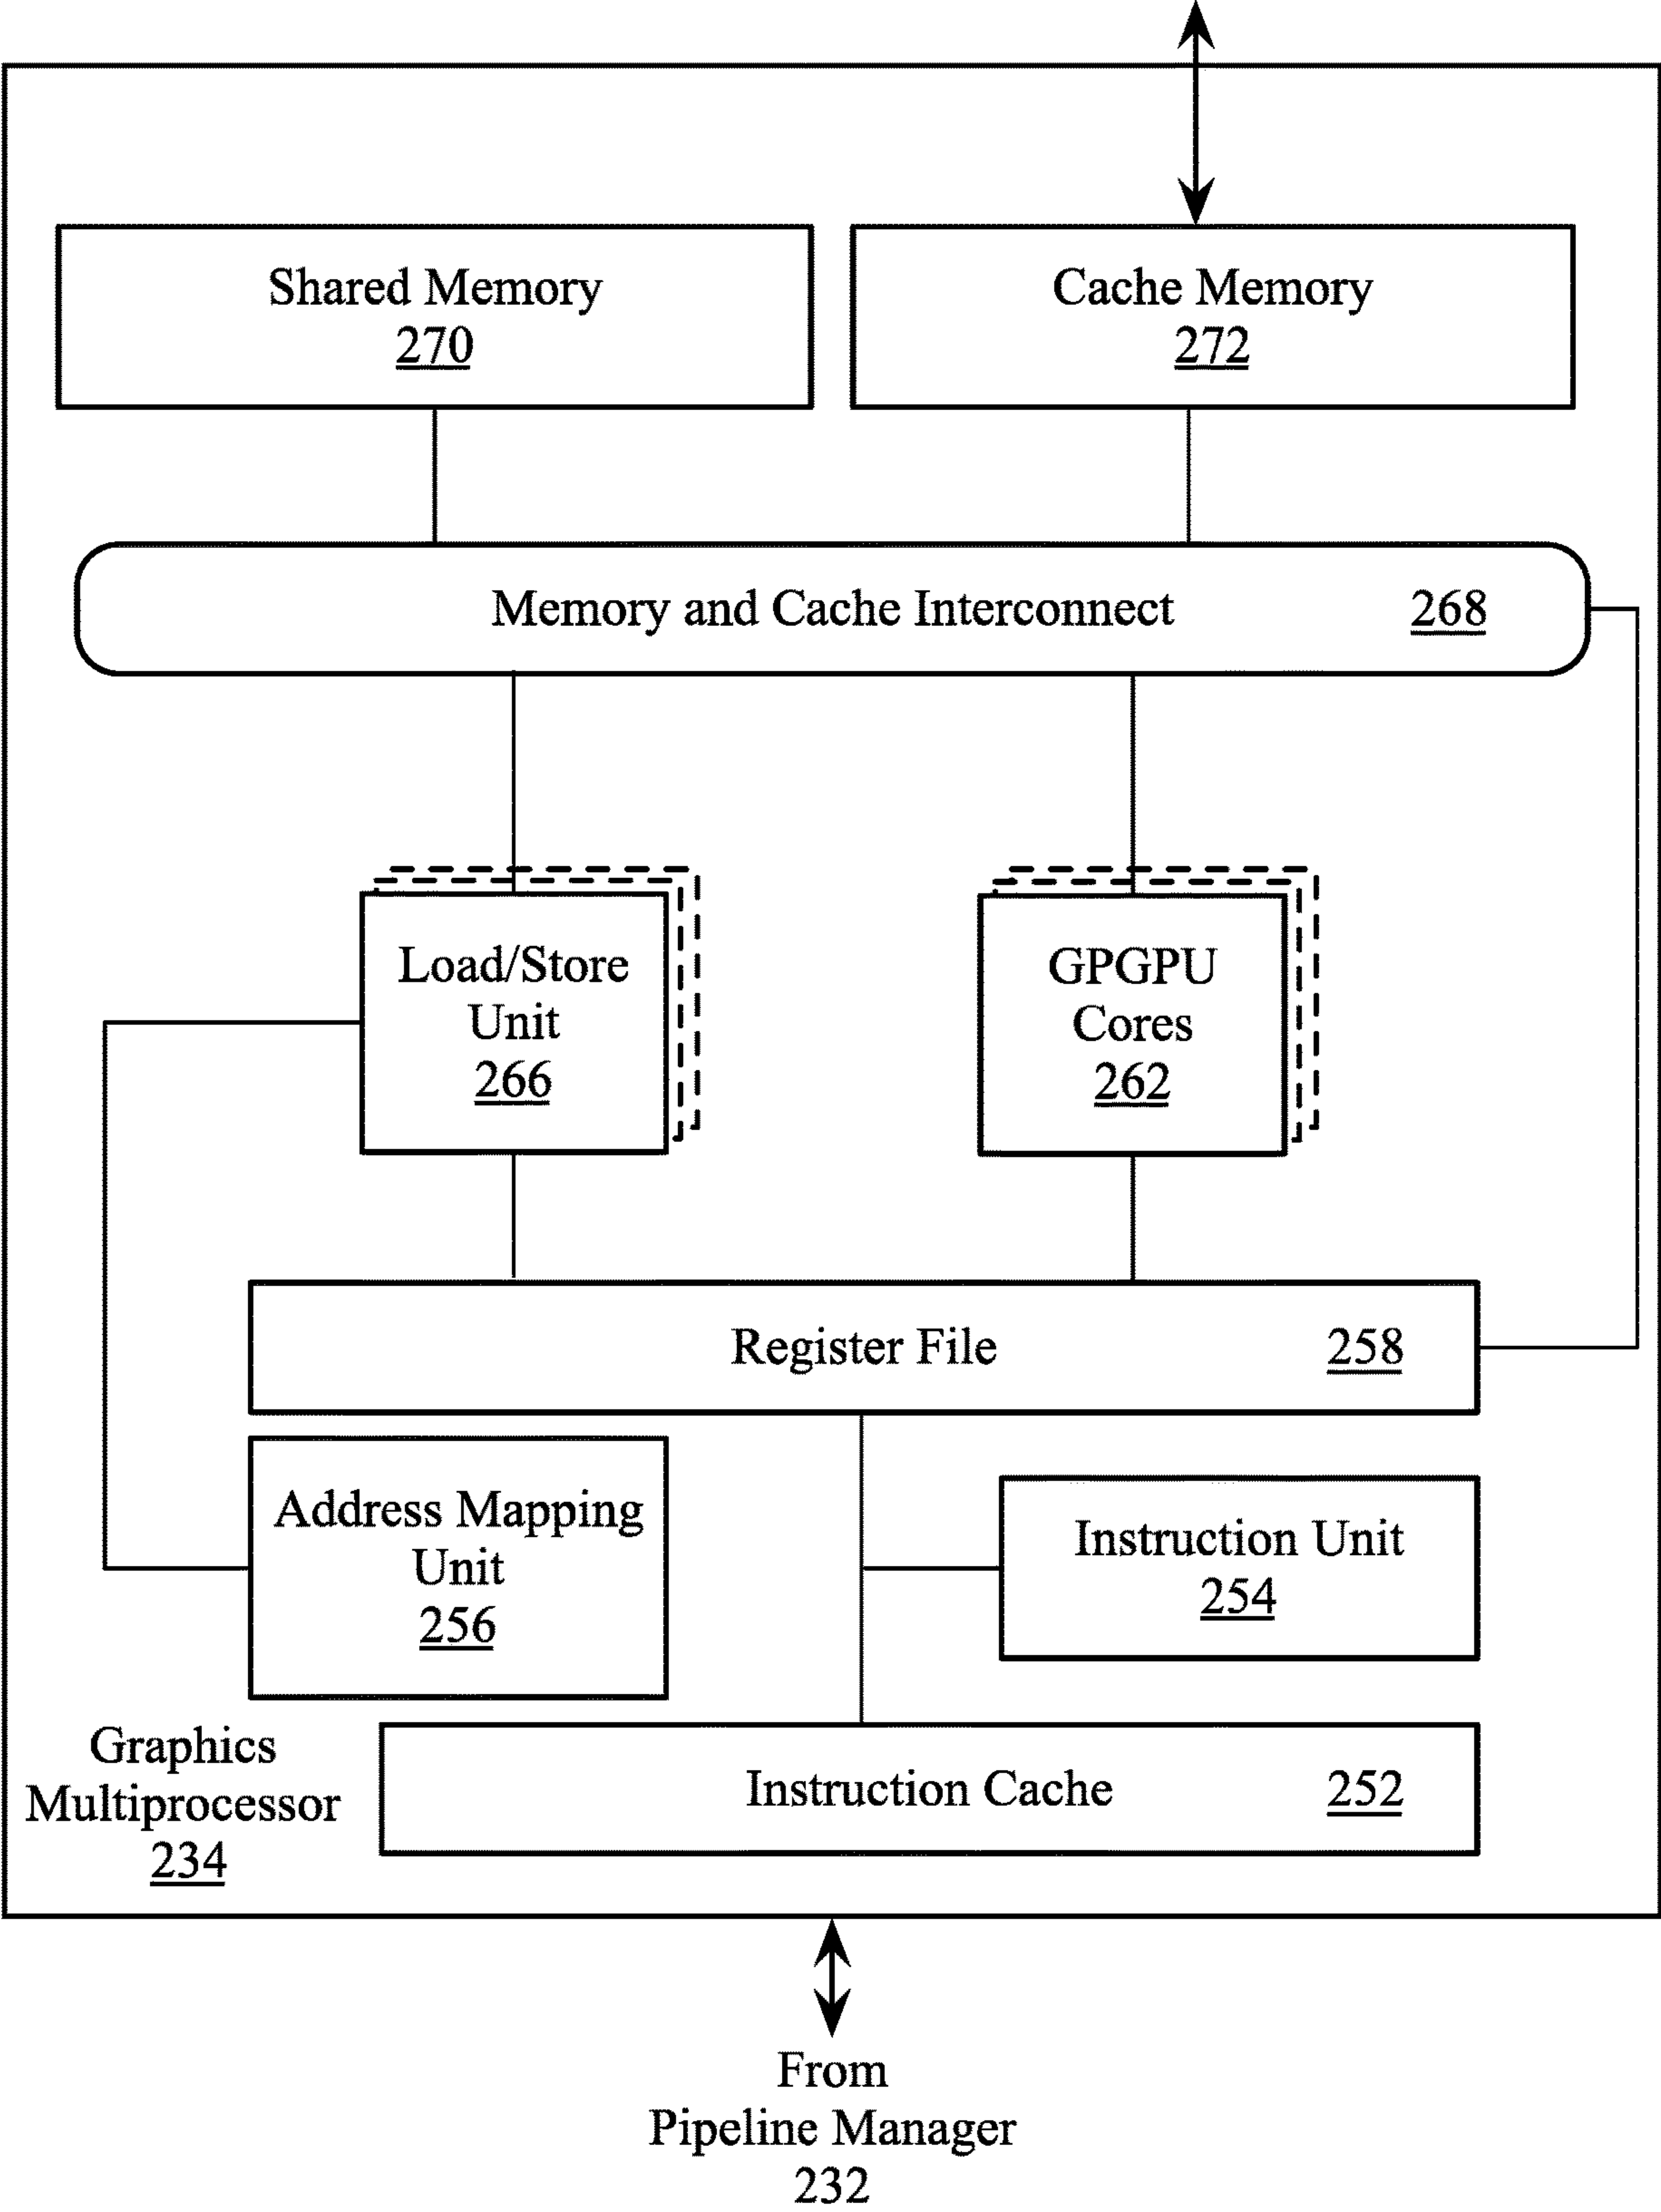 Shared Memory
270
Cache Memory
272
Memory and Cache Interconnect 268
Load/Store
Unit
266
GPGPU
Cores
262
Register File 258
Address Mapping
Unit
256
Instruction Unit
254
Graphics
Multiprocessor
234
Instruction Cache 252
From
Pipeline Manager
232